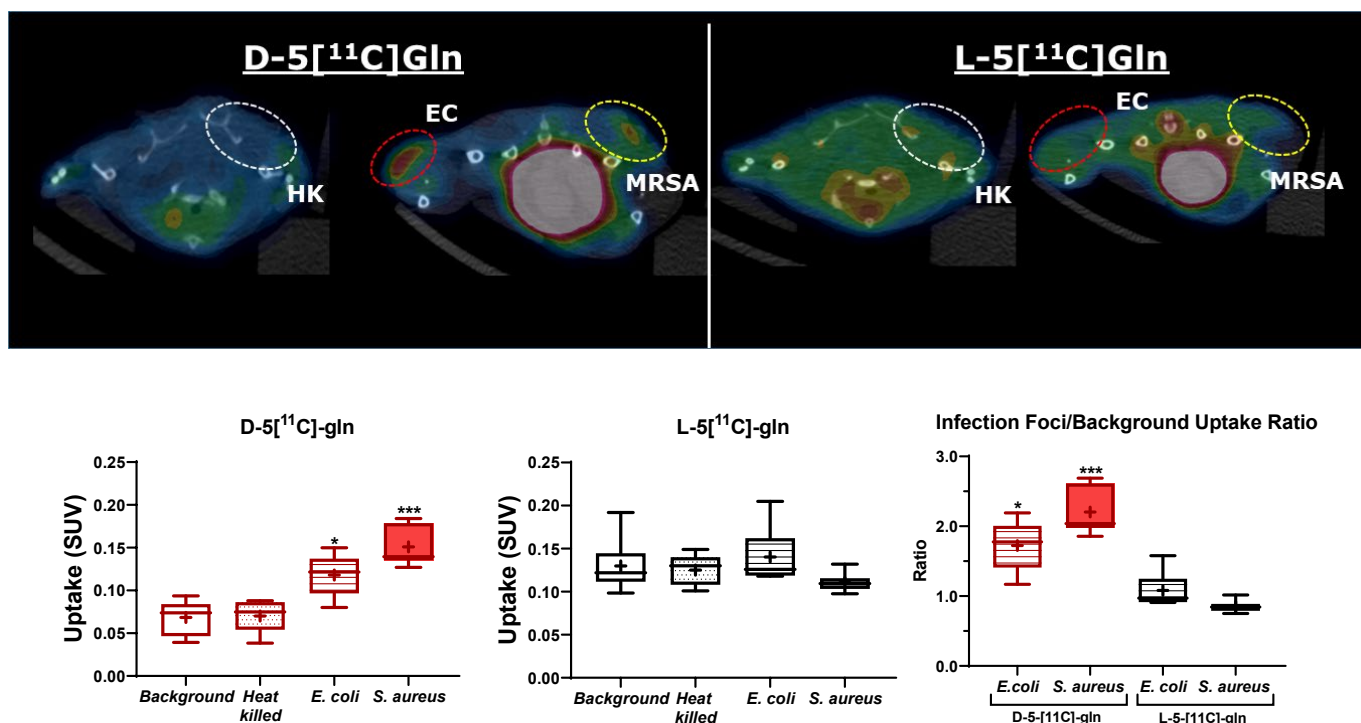 D-5[¹¹C]Gln
L-5[¹¹C]Gln
EC
HK
MRSA
EC
HK
MRSA
D-5[¹¹C]-gln
Uptake (SUV)
0.25
0.20
0.15
0.10
0.05
0.00
*
***
Background
Heat
killed
E. coli
S. aureus
L-5[¹¹C]-gln
Uptake (SUV)
0.25
0.20
0.15
0.10
0.05
0.00
Background
Heat
killed
E. coli
S. aureus
Infection Foci/Background Uptake Ratio
Ratio
3.0
2.0
1.0
0.0
*
***
E.coli
S. aureus
E. coli
S. aureus
D-5-[¹¹C]-gln
L-5-[¹¹C]-gln